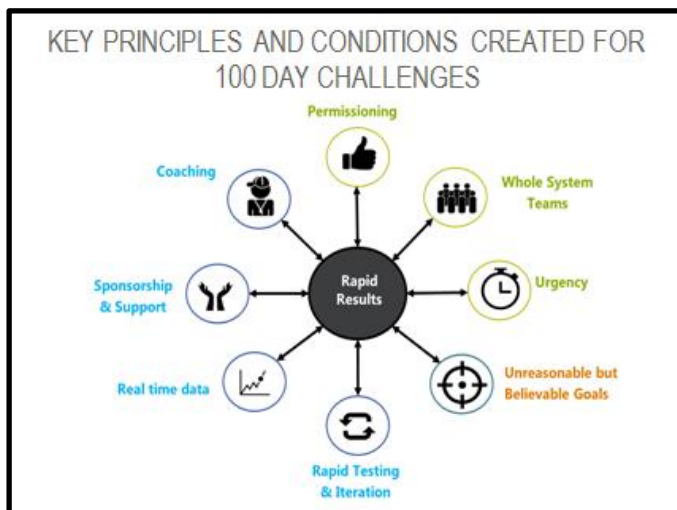 KEY PRINCIPLES AND CONDITIONS CREATED FOR
100 DAY CHALLENGES
Permissioning
Coaching
Whole System
Teams
Sponsorship
& Support
Rapid
Results
Urgency
Real time data
Unreasonable but
Believable Goals
Rapid Testing
& Iteration